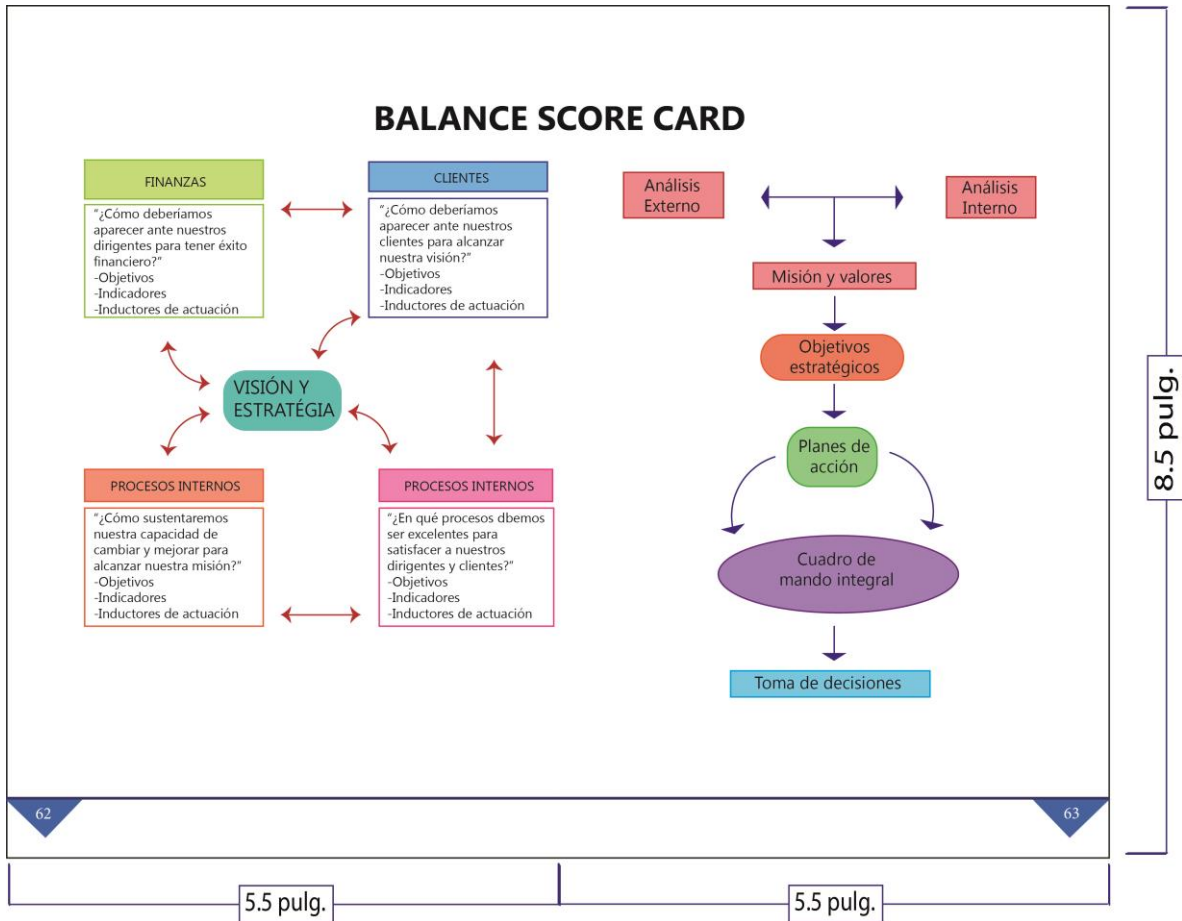 BALANCE SCORE CARD
FINANZAS
"¿Cómo deberíamos
aparecer ante nuestros
dirigentes para tener éxito
financiero?"
-Objetivos
-Indicadores
-Inductores de actuación
CLIENTES
"¿Cómo deberíamos
aparecer ante nuestros
clientes para alcanzar
nuestra visión?"
-Objetivos
-Indicadores
-Inductores de actuación
VISIÓN Y
ESTRATÉGIA
PROCESOS INTERNOS
"¿Cómo sustentaremos
nuestra capacidad de
cambiar y mejorar para
alcanzar nuestra misión?"
-Objetivos
-Indicadores
-Inductores de actuación
PROCESOS INTERNOS
"¿En qué procesos dbemos
ser excelentes para
satisfacer a nuestros
dirigentes y clientes?"
-Objetivos
-Indicadores
-Inductores de actuación
Análisis
Externo
Análisis
Interno
Misión y valores
Objetivos
estratégicos
Planes de
acción
Cuadro de
mando integral
Toma de decisiones
62
63
8.5 pulg.
5.5 pulg.
5.5 pulg.